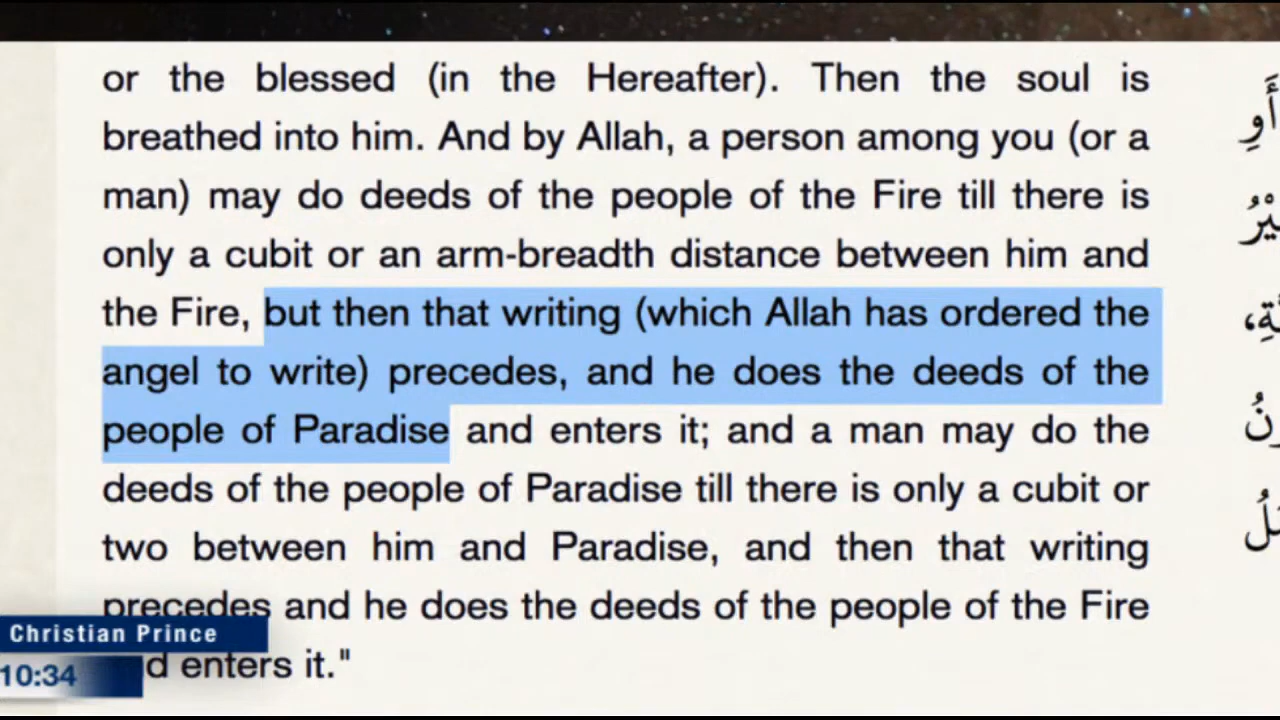 or the blessed (in the Hereafter). Then the soul is
breathed into him. And by Allah, a person among you (or a
man) may do deeds of the people of the Fire till there is
only a cubit or an arm-breadth distance between him and
the Fire, but then that writing (which Allah has ordered the
angel to write) precedes, and he does the deeds of the
people of Paradise and enters it; and a man may do the
deeds of the people of Paradise till there is only a cubit or
two between him and Paradise, and then that writing
precedes and he does the deeds of the people of the Fire
enters it."
Christian Prince
10:34
أَوِ